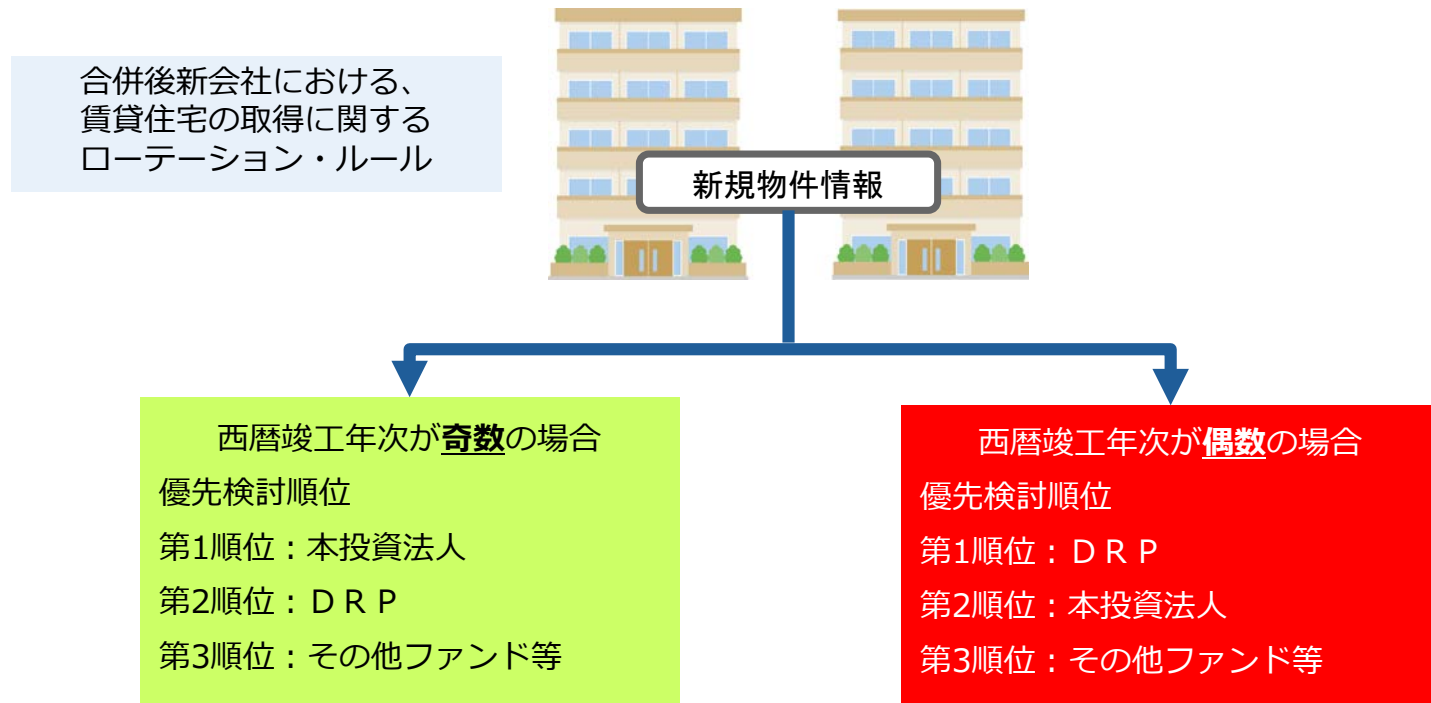 合併後新会社における、
賃貸住宅の取得に関する
ローテーション・ルール
新規物件情報
西暦竣工年次が奇数の場合
優先検討順位
第1順位：本投資法人
第2順位：ＤＲＰ
第3順位：その他ファンド等
西暦竣工年次が偶数の場合
優先検討順位
第1順位：ＤＲＰ
第2順位：本投資法人
第3順位：その他ファンド等